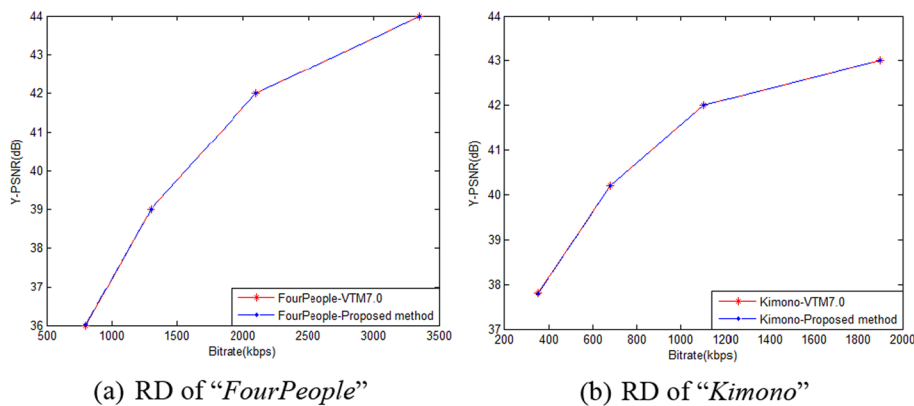 44
43
42
41
40
39
38
37
36
Y-PSNR(dB)
500 1000 1500 2000 2500 3000 3500
Bitrate(kbps)
FourPeople-VTM7.0
FourPeople-Proposed method
(a) RD of “FourPeople”
44
43
42
41
40
39
38
37
Y-PSNR(dB)
200 400 600 800 1000 1200 1400 1600 1800 2000
Bitrate(kbps)
Kimono-VTM7.0
Kimono-Proposed method
(b) RD of “Kimono”